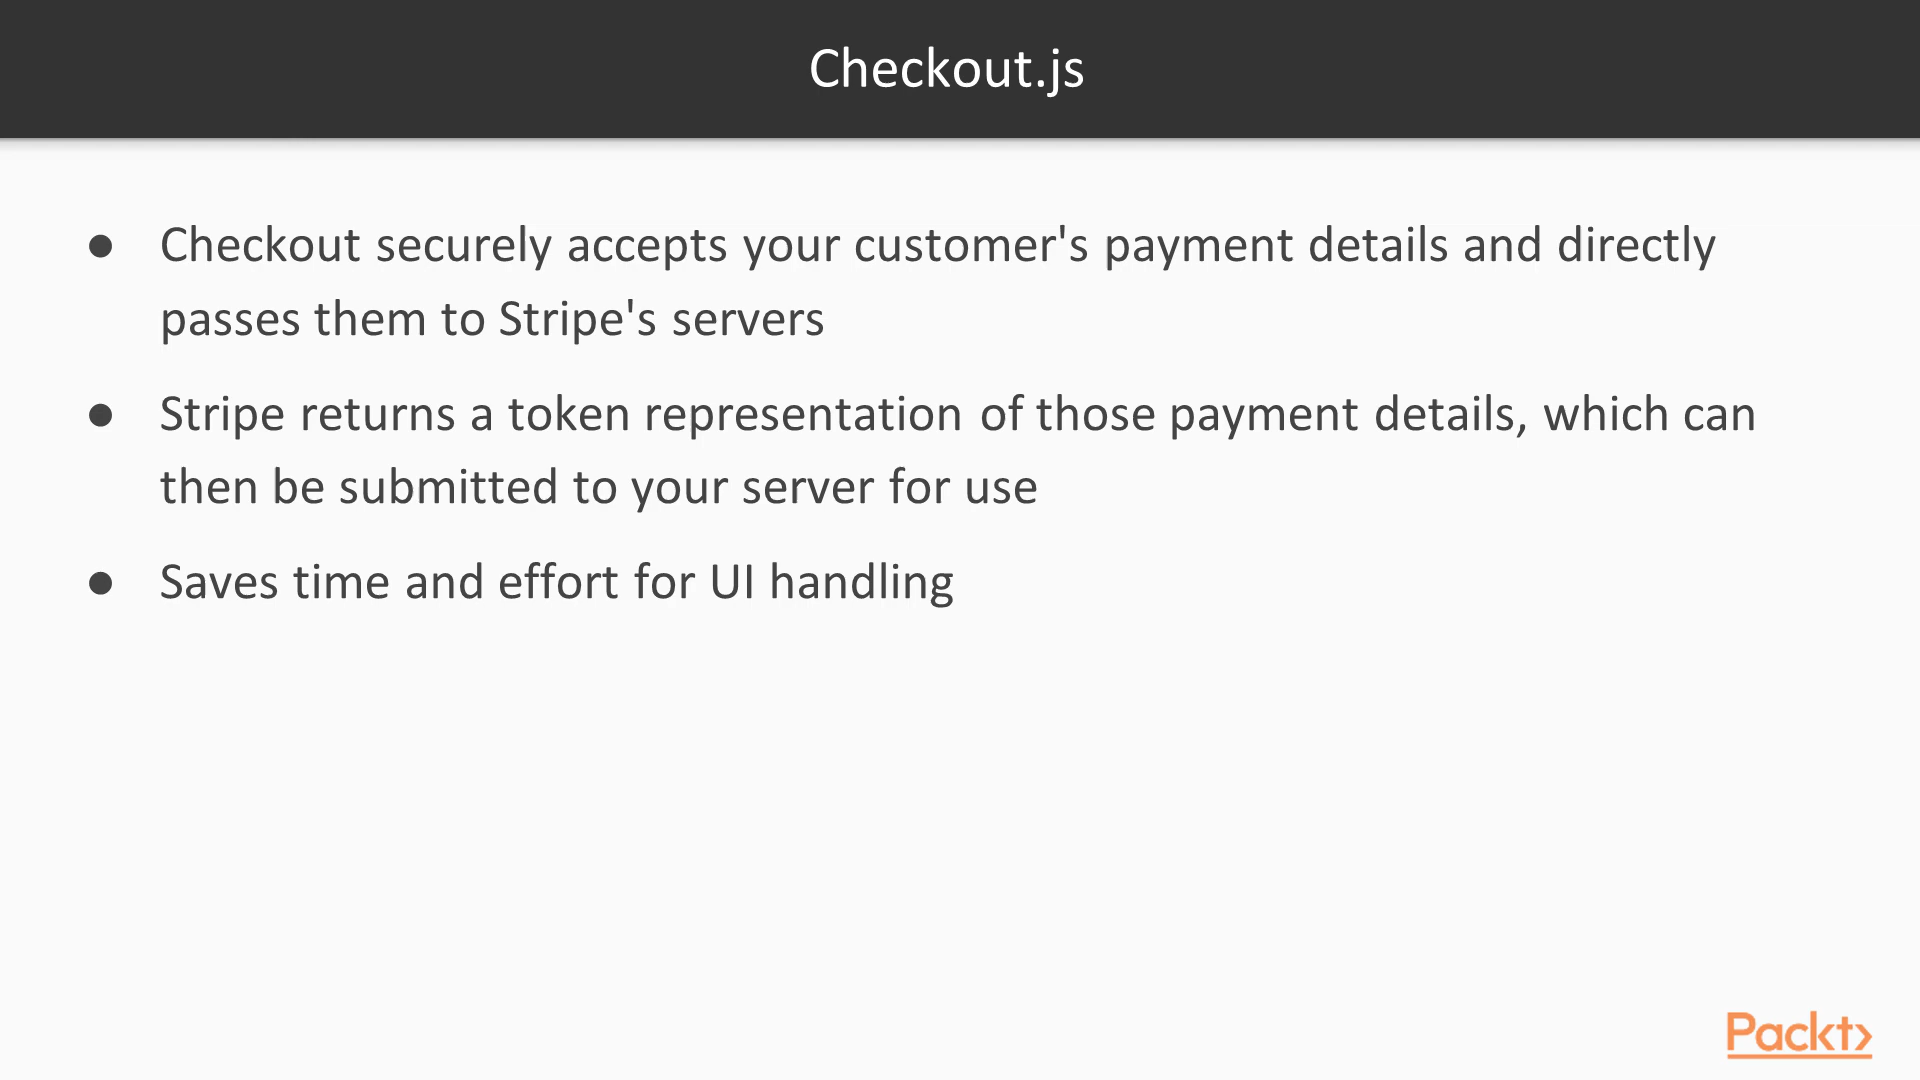 Checkout.js
● Checkout securely accepts your customer's payment details and directly
passes them to Stripe's servers
● Stripe returns a token representation of those payment details, which can
then be submitted to your server for use
● Saves time and effort for UI handling
Packt>